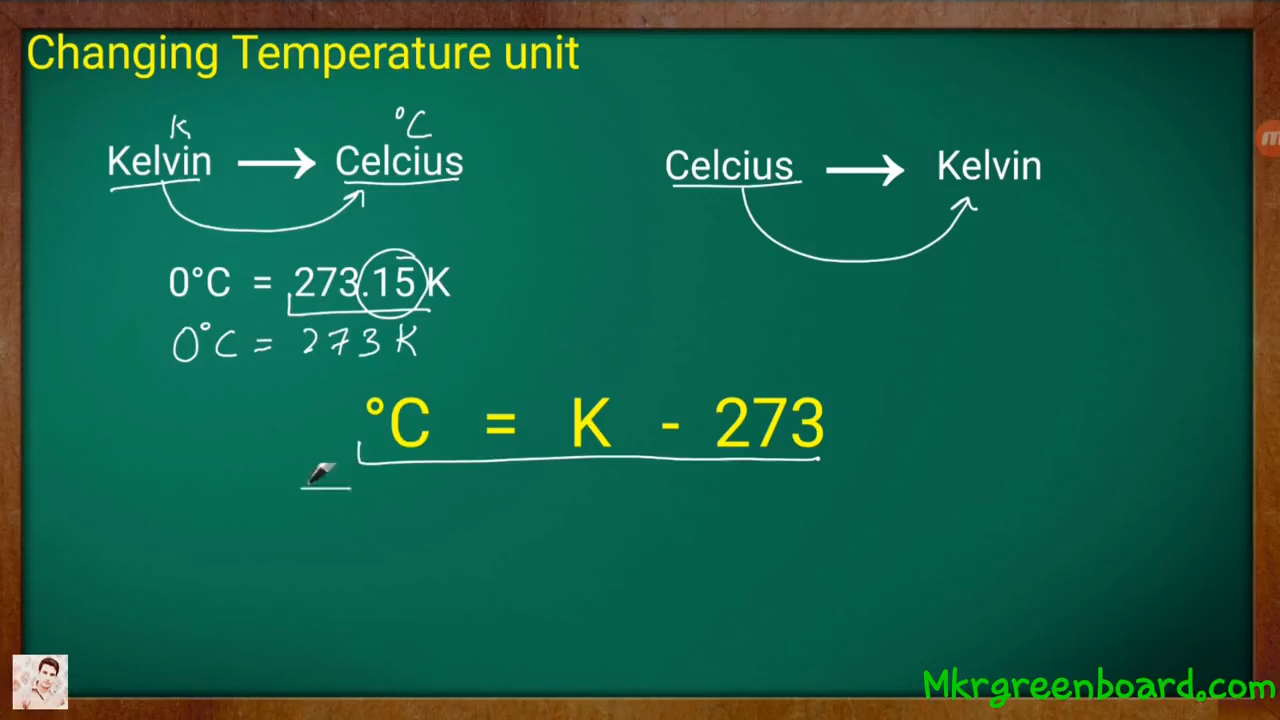 Changing Temperature unit
K °C
Kelvin → Celcius
Celcius → Kelvin
0°C = 273.15 K
0°C = 273 K
°C = K - 273
Mkrgreenboard.com